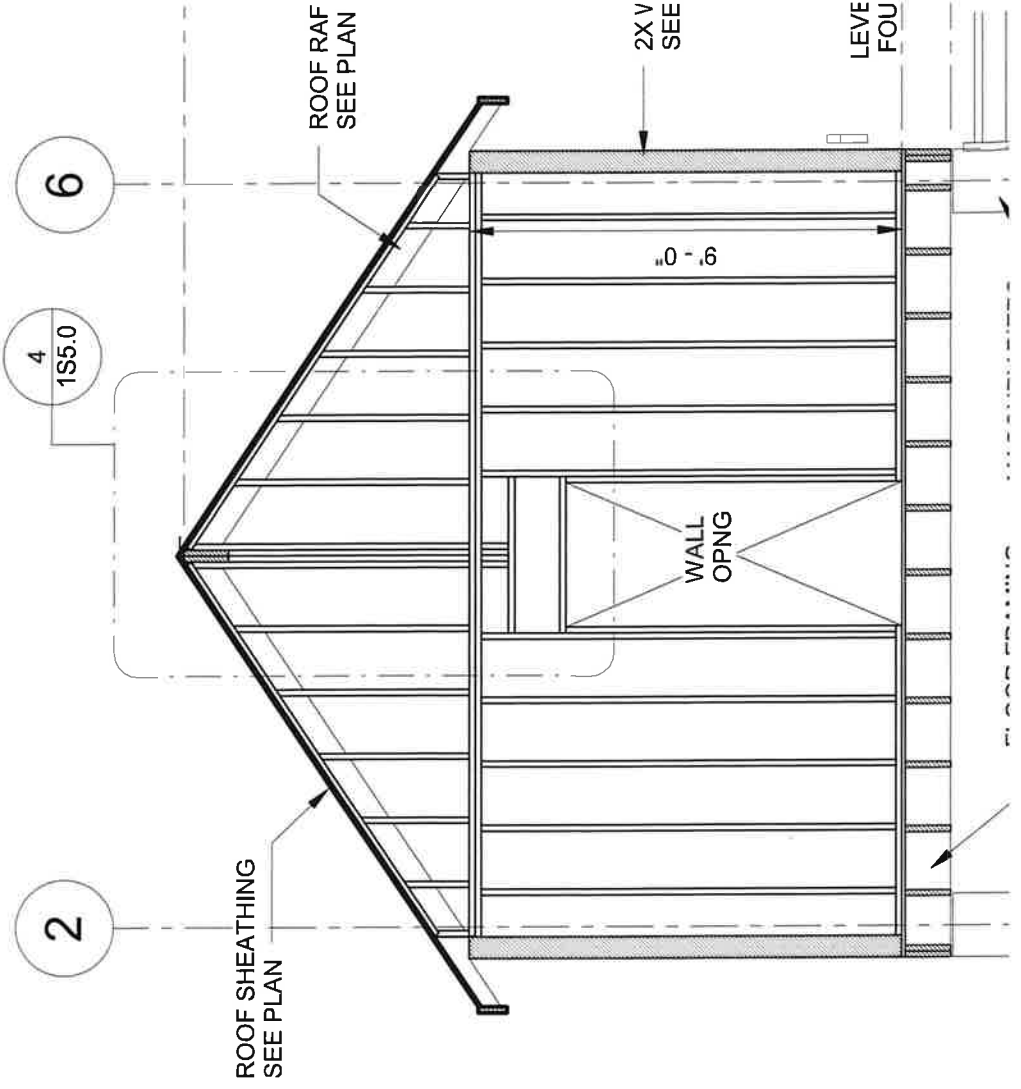 6
4
1S5.0
2
ROOF RAF
SEE PLAN
2X
SEE
LEVE
FOU
9' - 0"
WALL
OPNG
ROOF SHEATHING
SEE PLAN